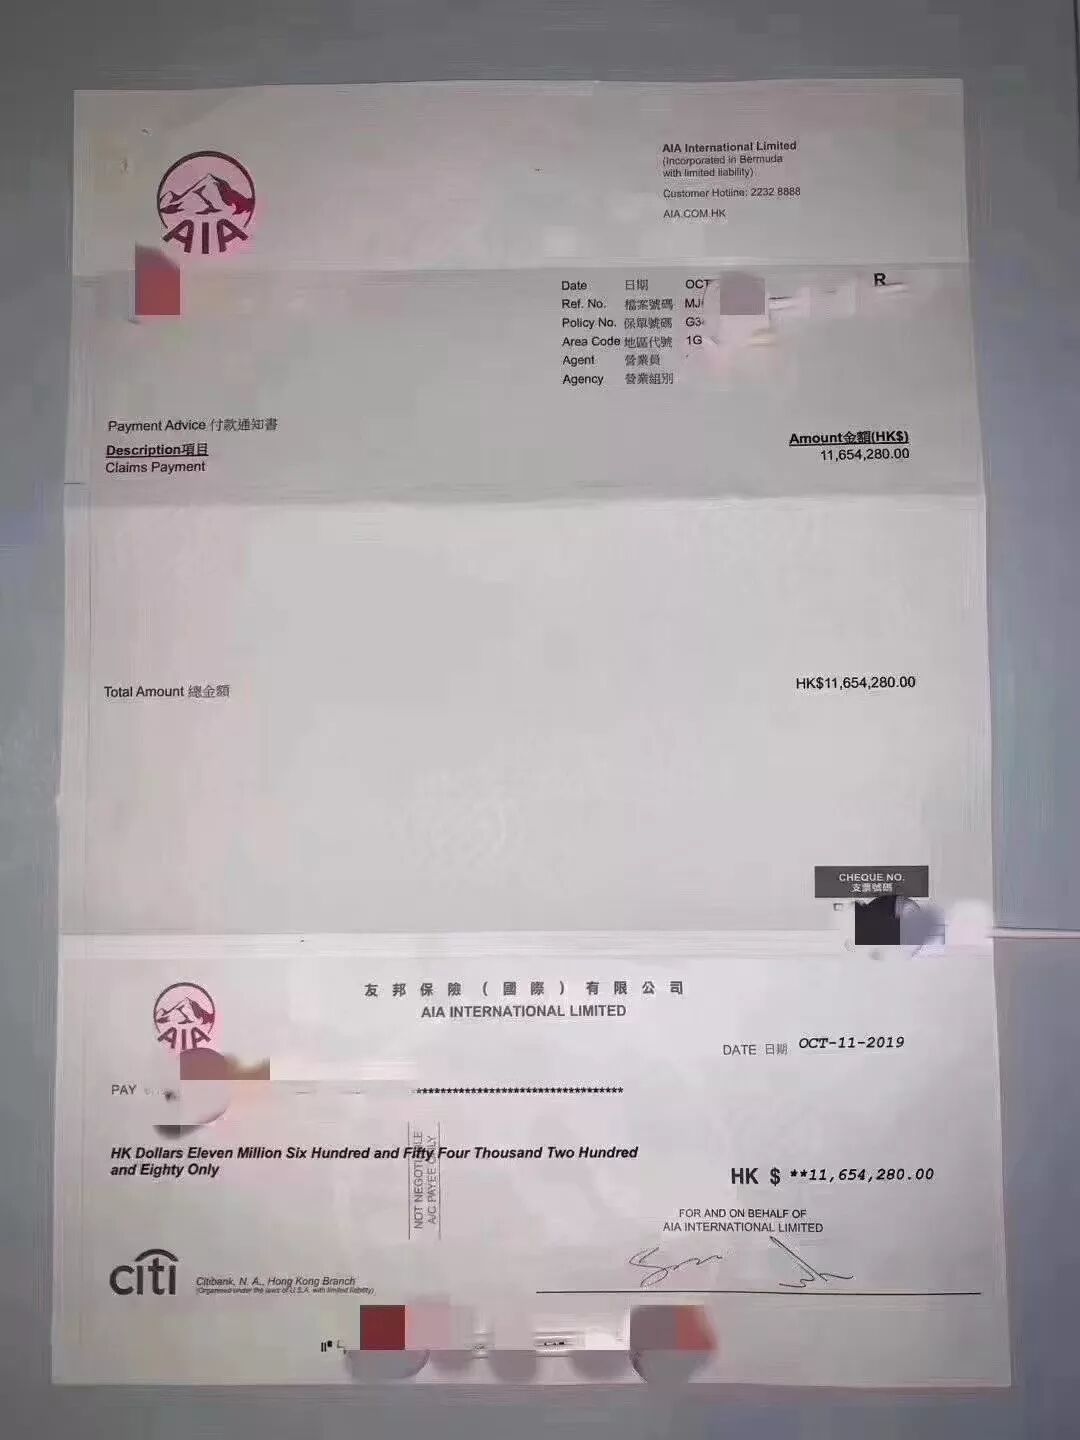 AIA
AIA International Limited
(Incorporated in Bermuda
with limited liability)
Customer Hotline: 2232 8888
AIA.COM.HK
R
Date 日期 OCT
Ref. No. 檔案號碼 MJ
Policy No. 保單號碼 G3
Area Code 地區代號 1G
Agent 營業員
Agency 營業組別
Payment Advice 付款通知書
Description項目 Amount金額(HK$)
Claims Payment 11,654,280.00
Total Amount 總金額 HK$11,654,280.00
CHEQUE NO.
支票號碼
AIA
友邦保險(國際)有限公司
AIA INTERNATIONAL LIMITED
DATE 日期 OCT-11-2019
PAY
HK Dollars Eleven Million Six Hundred and Fifty Four Thousand Two Hundred
and Eighty Only
NOT NEGOTIABLE
A/C PAYEE ONLY
HK $ **11,654,280.00
FOR AND ON BEHALF OF
AIA INTERNATIONAL LIMITED
citi
Citibank, N. A., Hong Kong Branch
(Organised under the laws of U.S.A. with limited liability)